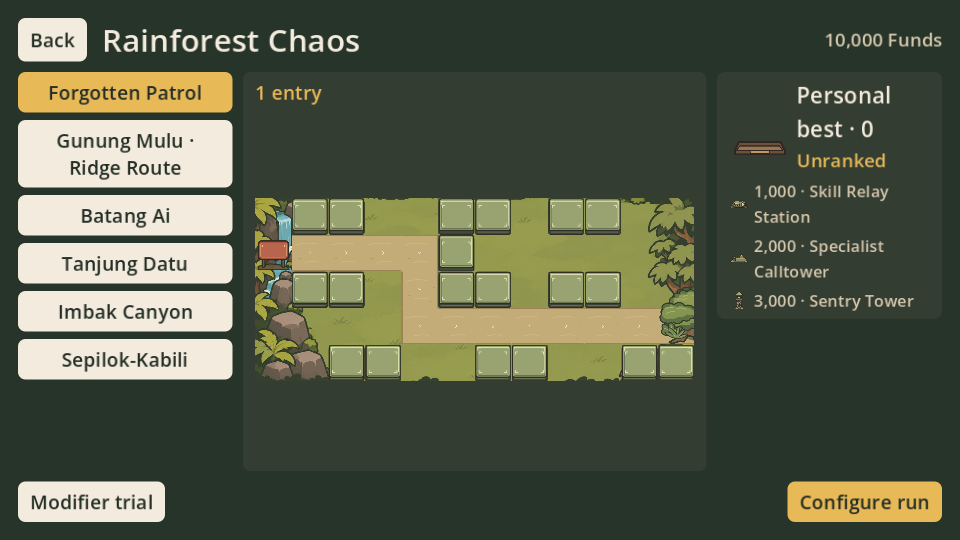 Back
Rainforest Chaos
10,000 Funds
Forgotten Patrol
Gunung Mulu ·
Ridge Route
Batang Ai
Tanjung Datu
Imbak Canyon
Sepilok-Kabili
1 entry
Personal
best · 0
Unranked
1,000 · Skill Relay
Station
2,000 · Specialist
Calltower
3,000 · Sentry Tower
Modifier trial
Configure run